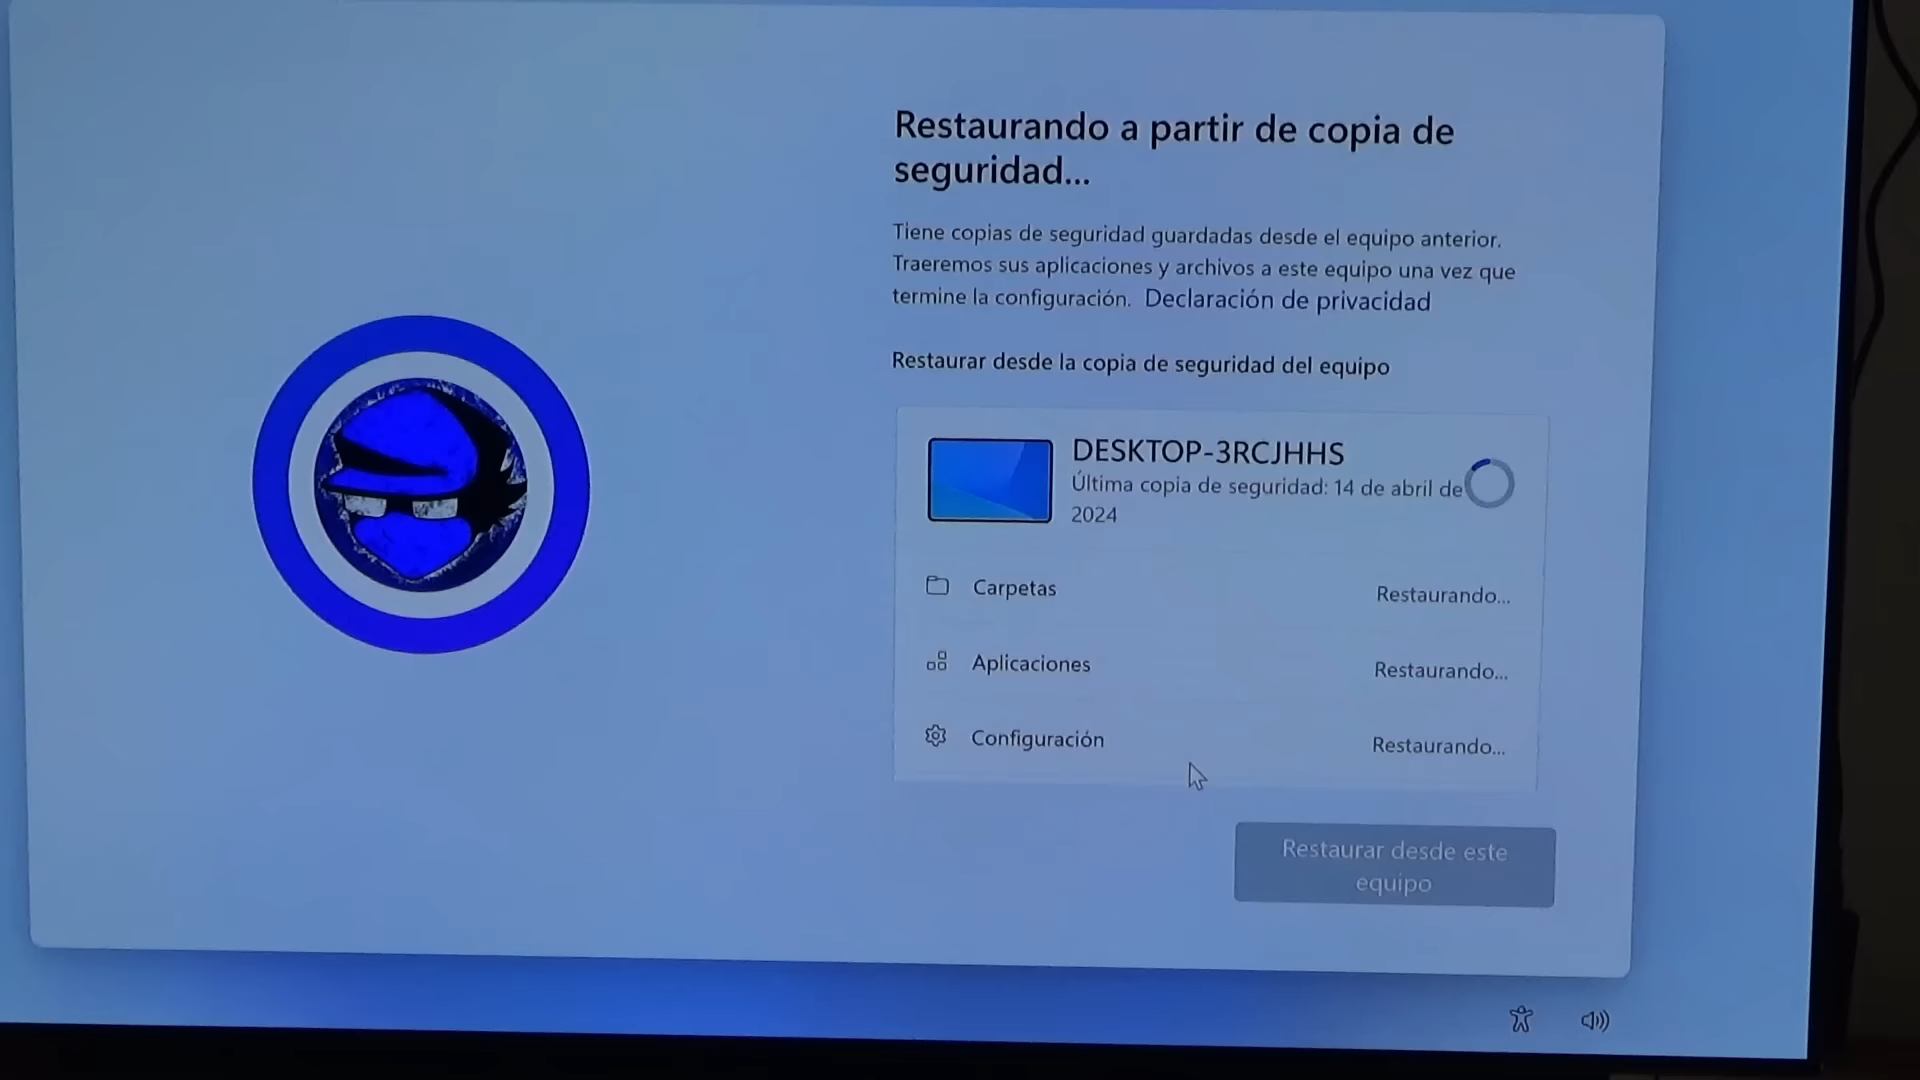 Restaurando a partir de copia de
seguridad...
Tiene copias de seguridad guardadas desde el equipo anterior.
Traeremos sus aplicaciones y archivos a este equipo una vez que
termine la configuración. Declaración de privacidad
Restaurar desde la copia de seguridad del equipo
DESKTOP-3RCJHHS
Última copia de seguridad: 14 de abril de
2024
Carpetas Restaurando...
Aplicaciones Restaurando...
Configuración Restaurando...
Restaurar desde este
equipo